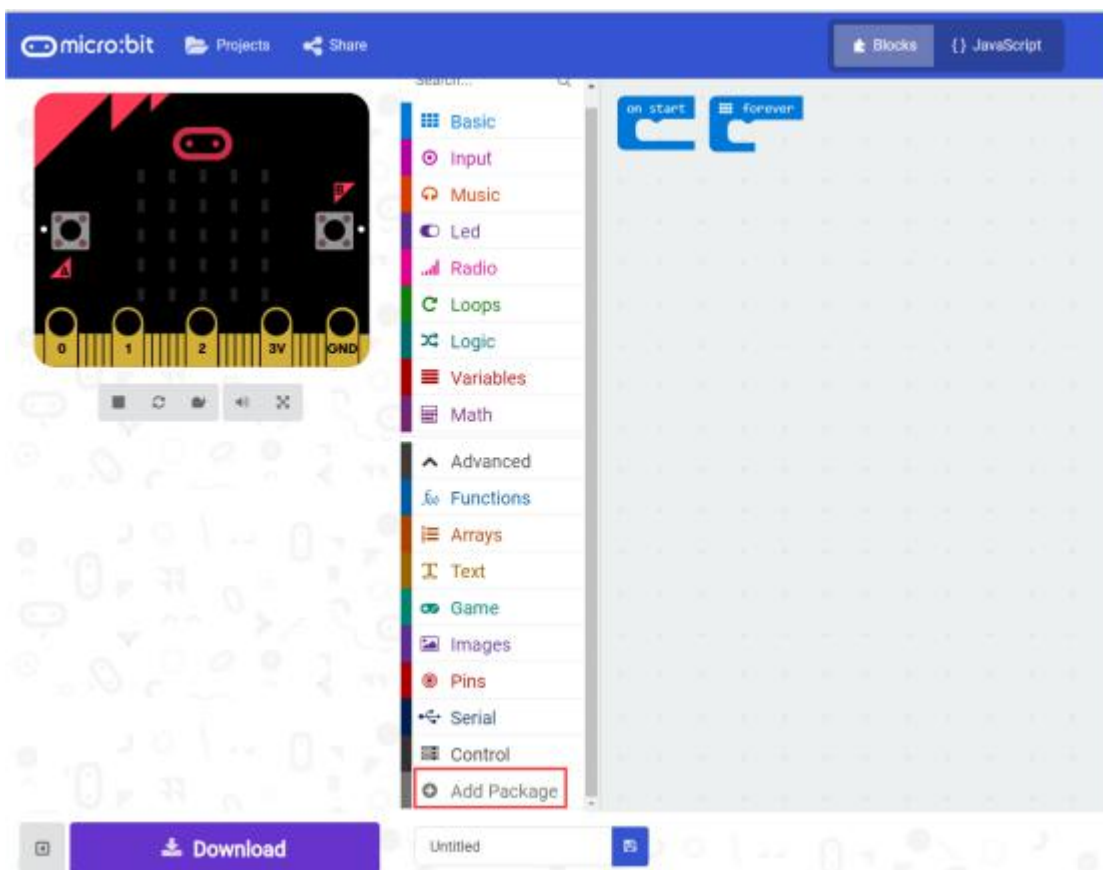 micro:bit Projects Share Blocks {} JavaScript
Search...
Basic
Input
Music
Led
Radio
Loops
Logic
Variables
Math
Advanced
Functions
Arrays
Text
Game
Images
Pins
Serial
Control
Add Package
on start forever
B
A
0 1 2 3V GND
Download
Untitled